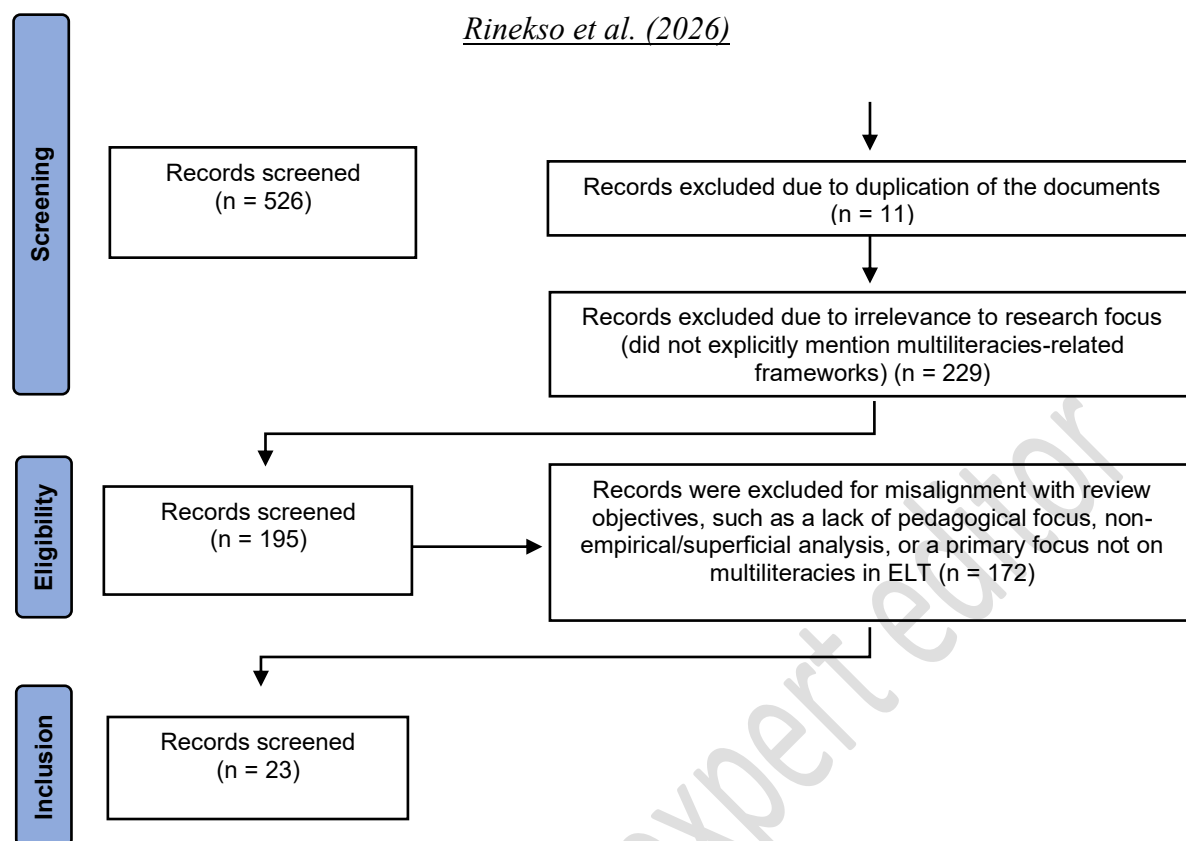 Rinekso et al. (2026)
Screening
Records screened
(n = 526)
Records excluded due to duplication of the documents
(n = 11)
Records excluded due to irrelevance to research focus
(did not explicitly mention multiliteracies-related
frameworks) (n = 229)
Eligibility
Records screened
(n = 195)
Records were excluded for misalignment with review
objectives, such as a lack of pedagogical focus, non-
empirical/superficial analysis, or a primary focus not on
multiliteracies in ELT (n = 172)
Inclusion
Records screened
(n = 23)
expert editor